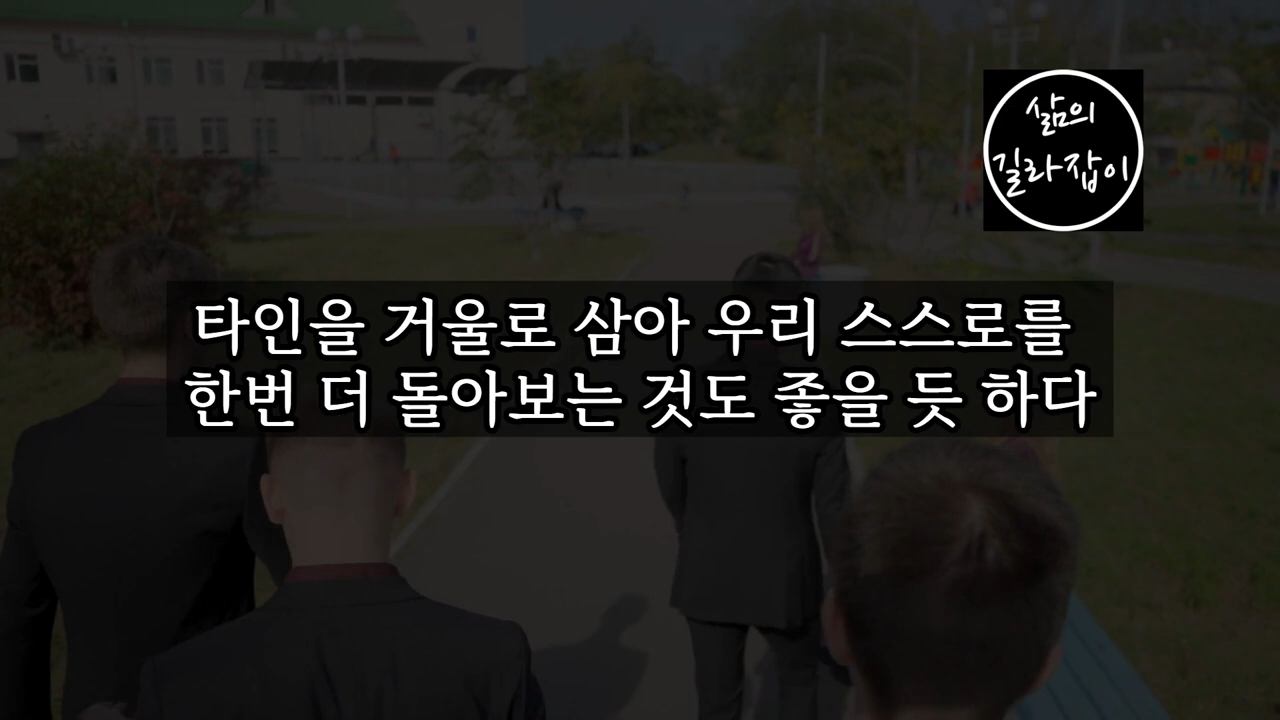 삶의
길라잡이
타인을 거울로 삼아 우리 스스로를
한번 더 돌아보는 것도 좋을 듯 하다